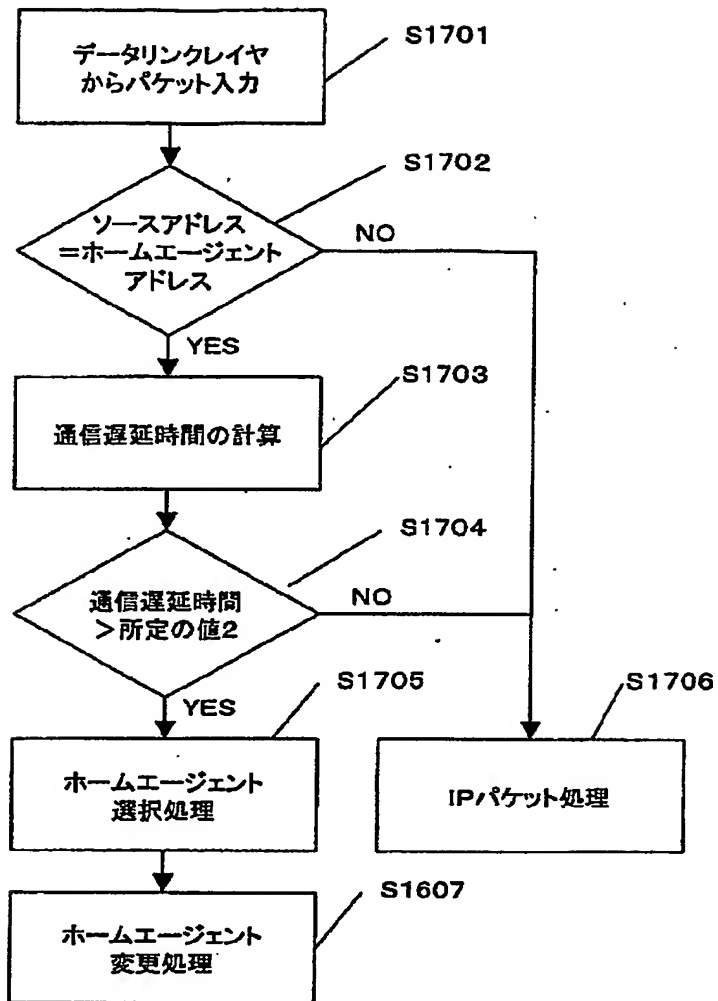 データリンクレイヤ
からパケット入力
S1701
S1702
ソースアドレス
=ホームエージェント
アドレス
NO
YES
S1703
通信遅延時間の計算
S1704
通信遅延時間
>所定の値2
NO
YES
S1705
S1706
ホームエージェント
選択処理
IPパケット処理
S1607
ホームエージェント
変更処理